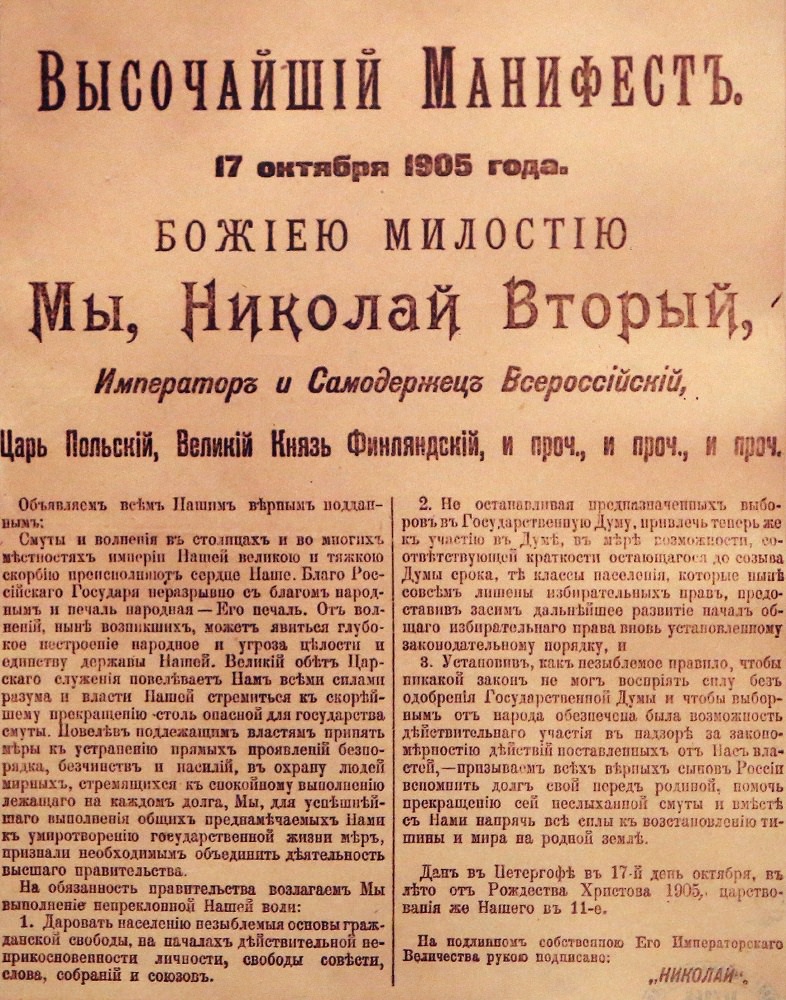 Высочайшій Манифестъ.
17 октября 1905 года.
БОЖІЕЮ МИЛОСТІЮ
Мы, Николай Вторый,
Императоръ и Самодержецъ Всероссійскій,
Царь Польскій, Великій Князь Финляндскій, и проч., и проч., и проч.
Объявляемъ всѣмъ Нашимъ вѣрнымъ поддан-
нымъ:
Смуты и волненія въ столицахъ и во многихъ
мѣстностяхъ имперіи Нашей великою и тяжкою
скорбію преисполняютъ сердце Наше. Благо Рос-
сійскаго Государя неразрывно съ благомъ народ-
нымъ и печаль народная — Его печаль. Отъ вол-
неній, нынѣ возникшихъ, можетъ явиться глубо-
кое нестроеніе народное и угроза цѣлости и
единству державы Нашей. Великій обѣтъ Цар-
скаго служенія повелѣваетъ Намъ всѣми силами
разума и власти Нашей стремиться къ скорѣй-
шему прекращенію столь опасной для государства
смуты. Повелѣвъ подлежащимъ властямъ принять
мѣры къ устраненію прямыхъ проявленій безпо-
рядка, безчинствъ и насилій, въ охрану людей
мирныхъ, стремящихся къ спокойному выполненію
лежащаго на каждомъ долга, Мы, для успѣшнѣй-
шаго выполненія общихъ преднамѣчаемыхъ Нами
къ умиротворенію государственной жизни мѣръ,
признали необходимымъ объединить дѣятельность
высшаго правительства.
На обязанность правительства возлагаемъ Мы
выполненіе непреклонной Нашей воли:
1. Даровать населенію незыблемыя основы граж-
данской свободы, на началахъ дѣйствительной не-
прикосновенности личности, свободы совѣсти,
слова, собраній и союзовъ.
2. Не останавливая предназначенныхъ выбо-
ровъ въ Государственную Думу, привлечь теперь же
къ участію въ Думѣ, въ мѣрѣ возможности, со-
отвѣтствующей краткости остающагося до созыва
Думы срока, тѣ классы населенія, которые нынѣ
совсѣмъ лишены избирательныхъ правъ, предо-
ставивъ засимъ дальнѣйшее развитіе началъ об-
щаго избирательнаго права вновь установленному
законодательному порядку, и
3. Установивъ, какъ незыблемое правило, чтобы
никакой законъ не могъ воспріять силу безъ
одобренія Государственной Думы и чтобы выбор-
нымъ отъ народа обезпечена была возможность
дѣйствительнаго участія въ надзорѣ за законо-
мѣрностію дѣйствій поставленныхъ отъ Насъ вла-
стей,—призываемъ всѣхъ вѣрныхъ сыновъ Россіи
вспомнить долгъ свой передъ родиной, помочь
прекращенію сей неслыханной смуты и вмѣстѣ
съ Нами напрячь всѣ силы къ возстановленію ти-
шины и мира на родной землѣ.
Данъ въ Петергофѣ въ 17-й день октября, въ
лѣто отъ Рождества Христова 1905, царство-
ванія же Нашего въ 11-е.
На подлинномъ собственною Его Императорскаго
Величества рукою подписано:
„НИКОЛАЙ“.